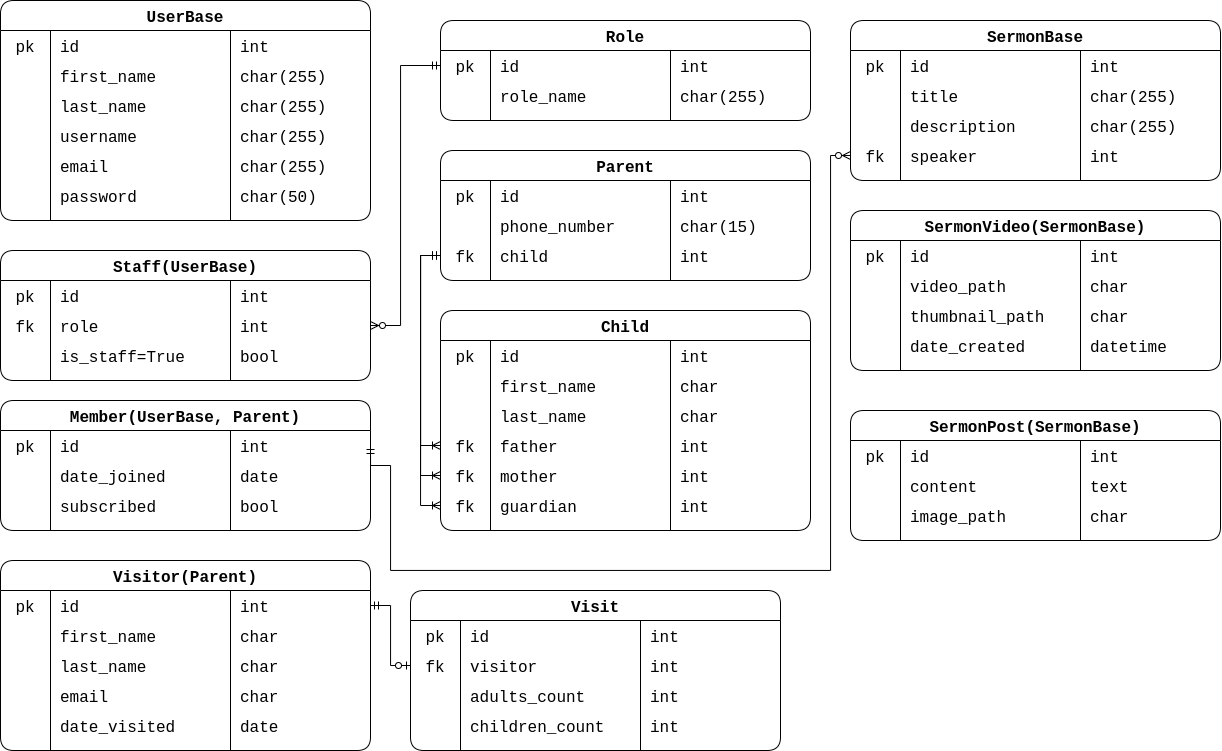 UserBase
pk id int
first_name char(255)
last_name char(255)
username char(255)
email char(255)
password char(50)
Staff(UserBase)
pk id int
fk role int
is_staff=True bool
Member(UserBase, Parent)
pk id int
date_joined date
subscribed bool
Visitor(Parent)
pk id int
first_name char
last_name char
email char
date_visited date
Role
pk id int
role_name char(255)
Parent
pk id int
phone_number char(15)
fk child int
Child
pk id int
first_name char
last_name char
fk father int
fk mother int
fk guardian int
Visit
pk id int
fk visitor int
adults_count int
children_count int
SermonBase
pk id int
title char(255)
description char(255)
fk speaker int
SermonVideo(SermonBase)
pk id int
video_path char
thumbnail_path char
date_created datetime
SermonPost(SermonBase)
pk id int
content text
image_path char